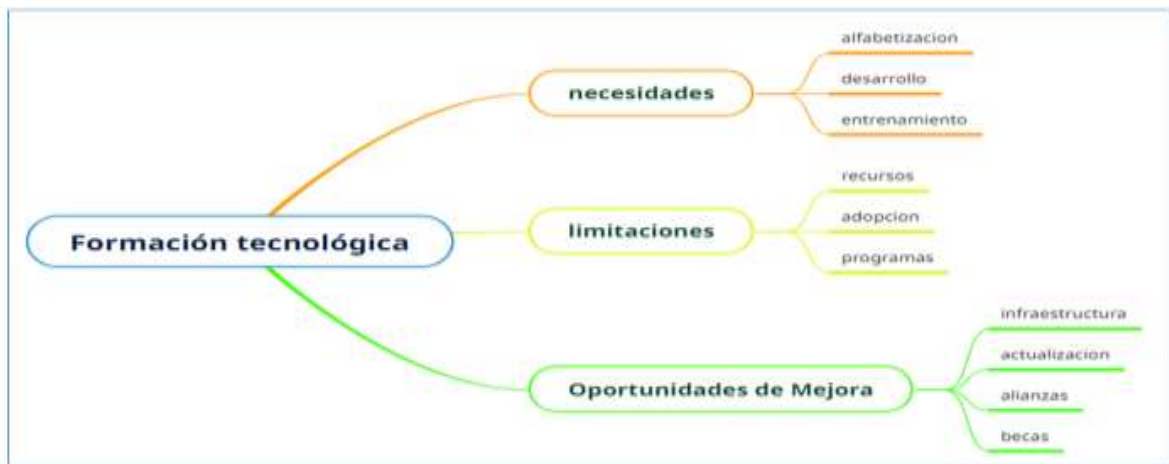 Formación tecnológica
necesidades
alfabetizacion
desarrollo
entrenamiento
limitaciones
recursos
adopcion
programas
Oportunidades de Mejora
infraestructura
actualizacion
alianzas
becas